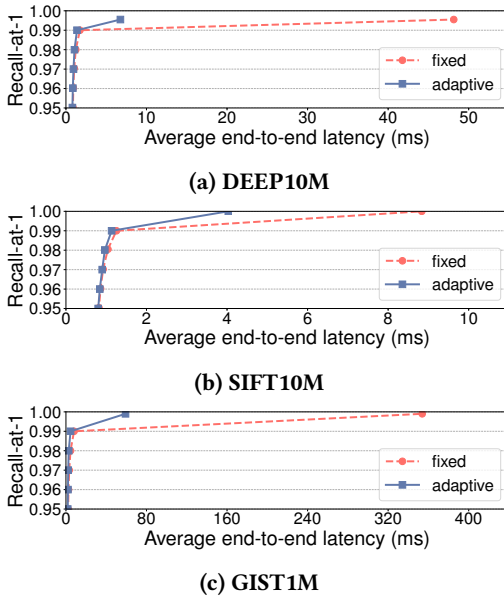 Recall-at-1
1.00
0.99
0.98
0.97
0.96
0.95
fixed
adaptive
0 10 20 30 40 50
Average end-to-end latency (ms)
(a) DEEP10M
Recall-at-1
1.00
0.99
0.98
0.97
0.96
0.95
fixed
adaptive
0 2 4 6 8 10
Average end-to-end latency (ms)
(b) SIFT10M
Recall-at-1
1.00
0.99
0.98
0.97
0.96
0.95
fixed
adaptive
0 80 160 240 320 400
Average end-to-end latency (ms)
(c) GIST1M